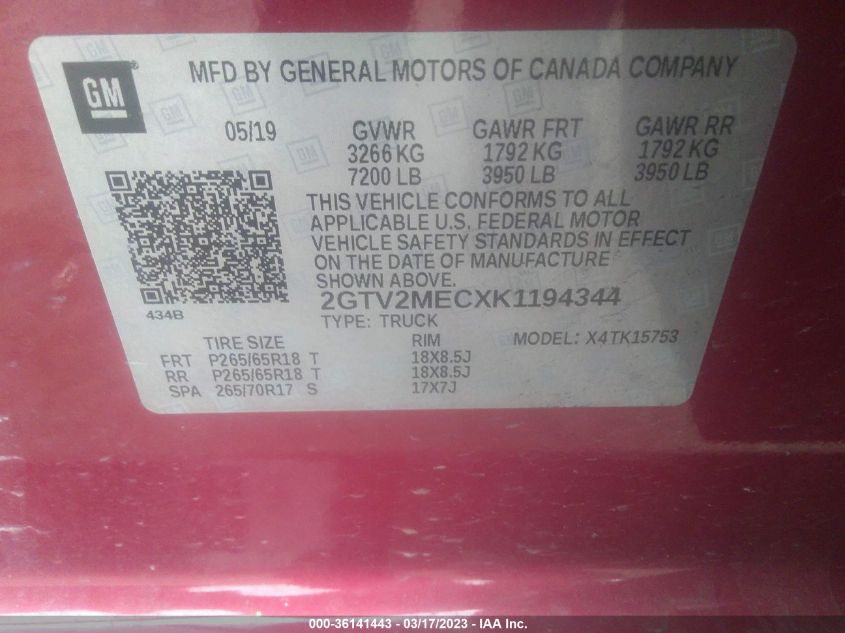 GM
MFD BY GENERAL MOTORS OF CANADA COMPANY
05/19 GVWR GAWR FRT GAWR RR
3266 KG 1792 KG 1792 KG
7200 LB 3950 LB 3950 LB
THIS VEHICLE CONFORMS TO ALL
APPLICABLE U.S. FEDERAL MOTOR
VEHICLE SAFETY STANDARDS IN EFFECT
ON THE DATE OF MANUFACTURE
SHOWN ABOVE.
434B
2GTV2MECXK1194344
TYPE: TRUCK MODEL: X4TK15753
TIRE SIZE RIM
FRT P265/65R18 T 18X8.5J
RR P265/65R18 T 18X8.5J
SPA 265/70R17 S 17X7J
000-36141443 - 03/17/2023 - IAA Inc.